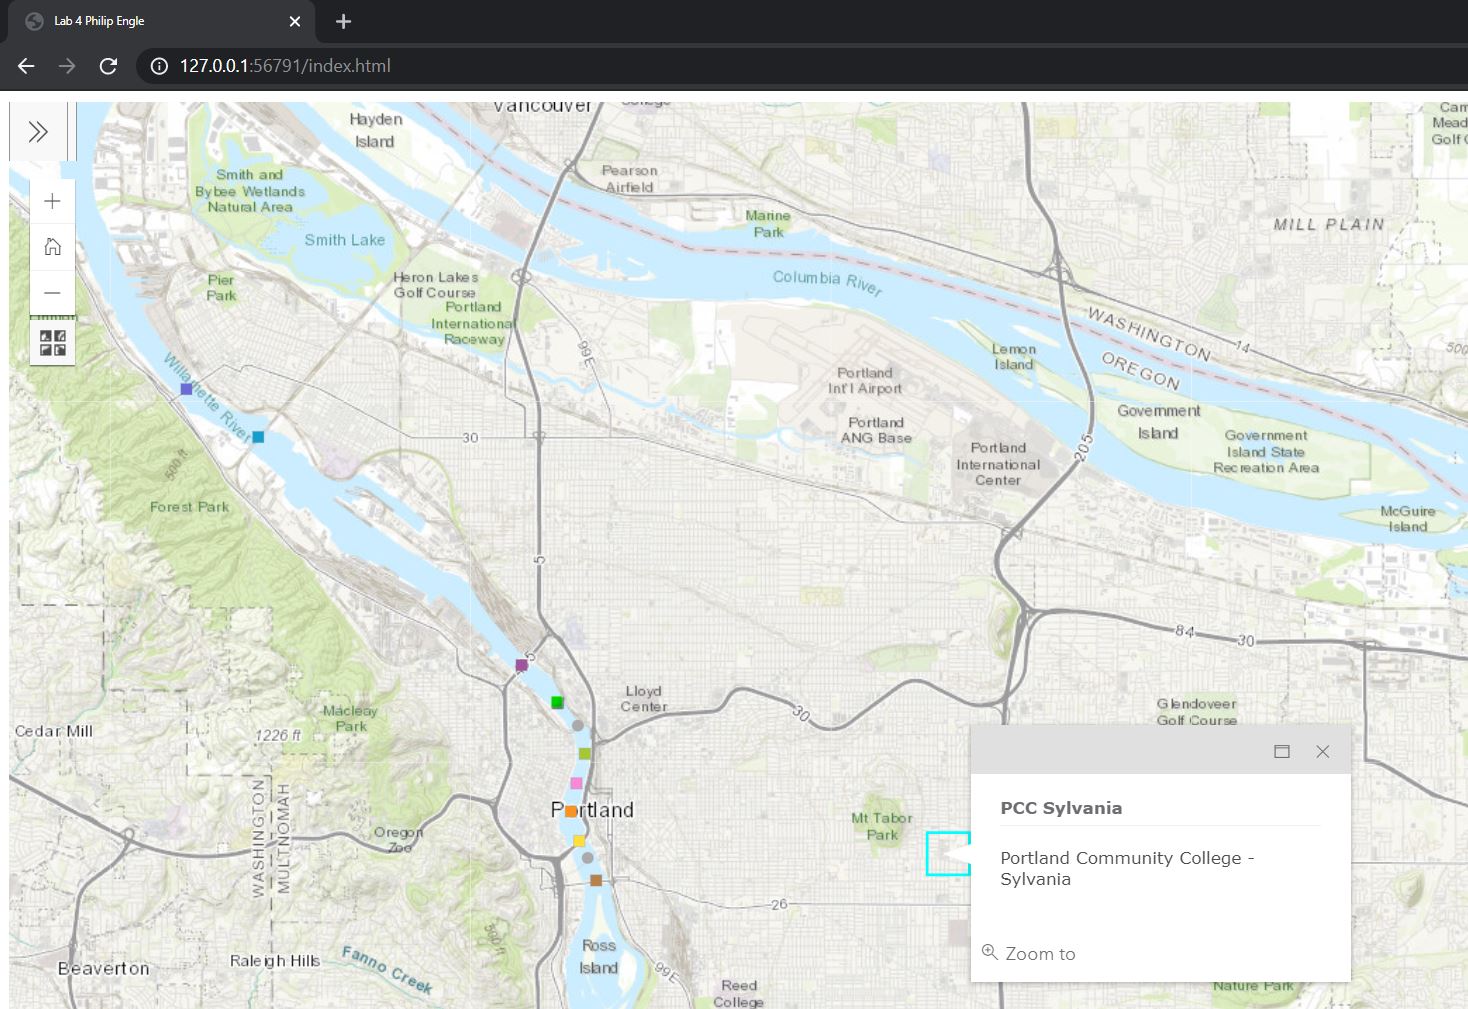 Lab 4 Philip Engle
127.0.0.1:56791/index.html
Vancouver
Hayden
Island
Pearson
Airfield
Smith and
Bybee Wetlands
Natural Area
Smith Lake
Marine
Park
MILL PLAIN
Pier
Park
Heron Lakes
Golf Course
Portland
International
Raceway
Columbia River
WASHINGTON
OREGON
14
500
99E
Lemon
Island
Portland
Int'l Airport
Portland
ANG Base
Government
Island
Government
Island State
Recreation Area
Willamette River
30
205
Portland
International
Center
500 ft
Forest Park
McGuire
Island
5
84
30
5
Lloyd
Center
30
Macleay
Park
1226 ft
Cedar Mill
Glendoveer
Golf Course
WASHINGTON
MULTNOMAH
Oregon
Zoo
Portland
Mt Tabor
Park
PCC Sylvania
Portland Community College -
Sylvania
Zoom to
26
500 ft
Ross
Island
99E
Beaverton
Raleigh Hills
Fanno Creek
Reed
College
Nature Park